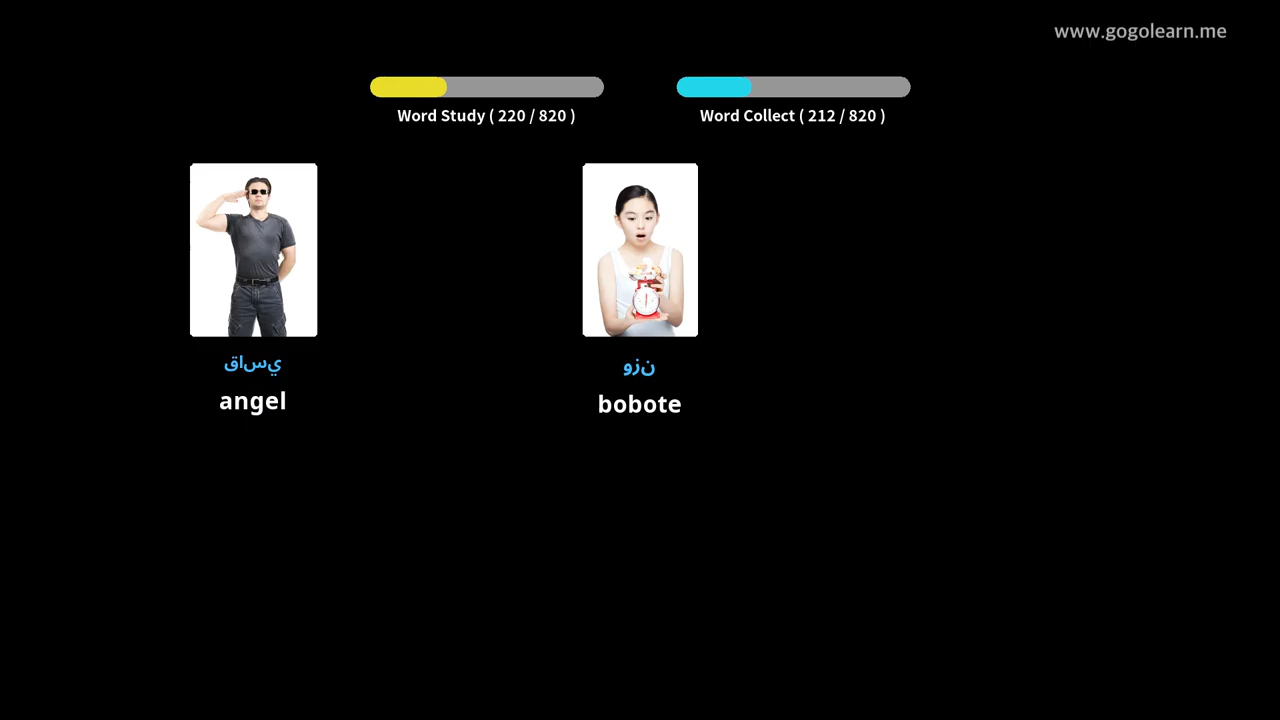 www.gogolearn.me
Word Study ( 220 / 820 )
Word Collect ( 212 / 820 )
قاسي
angel
وزن
bobote